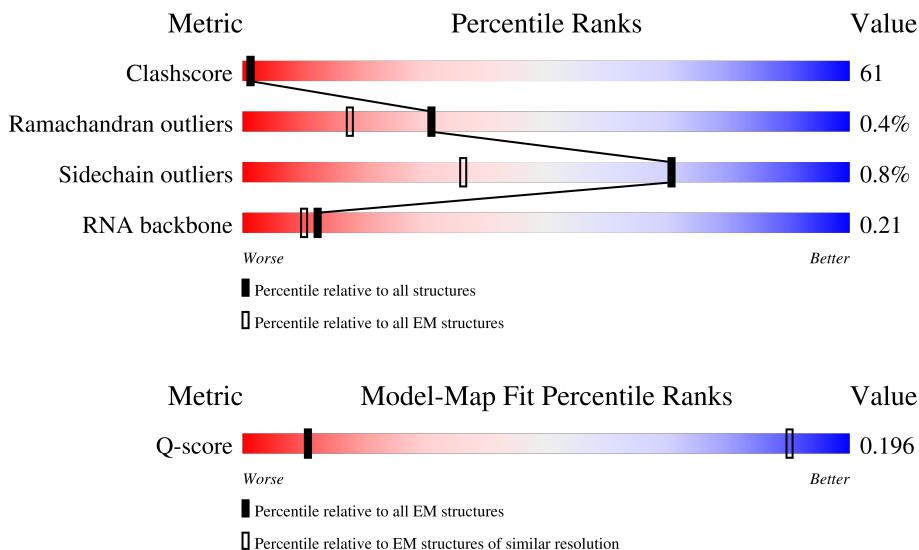 Metric Percentile Ranks Value
Clashscore 61
Ramachandran outliers 0.4%
Sidechain outliers 0.8%
RNA backbone 0.21
Worse Better
Percentile relative to all structures
Percentile relative to all EM structures
Metric Model-Map Fit Percentile Ranks Value
Q-score 0.196
Worse Better
Percentile relative to all EM structures
Percentile relative to EM structures of similar resolution